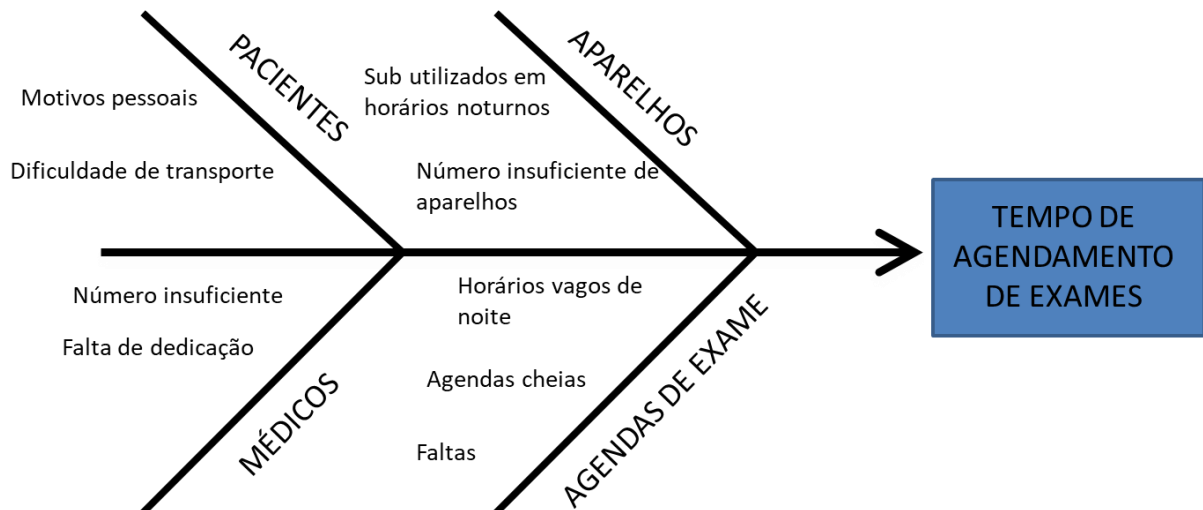 PACIENTES
Motivos pessoais
Dificuldade de transporte
APARELHOS
Sub utilizados em
horários noturnos
Número insuficiente de
aparelhos
TEMPO DE
AGENDAMENTO
DE EXAMES
Número insuficiente
Falta de dedicação
MÉDICOS
Horários vagos de
noite
Agendas cheias
Faltas
AGENDAS DE EXAME